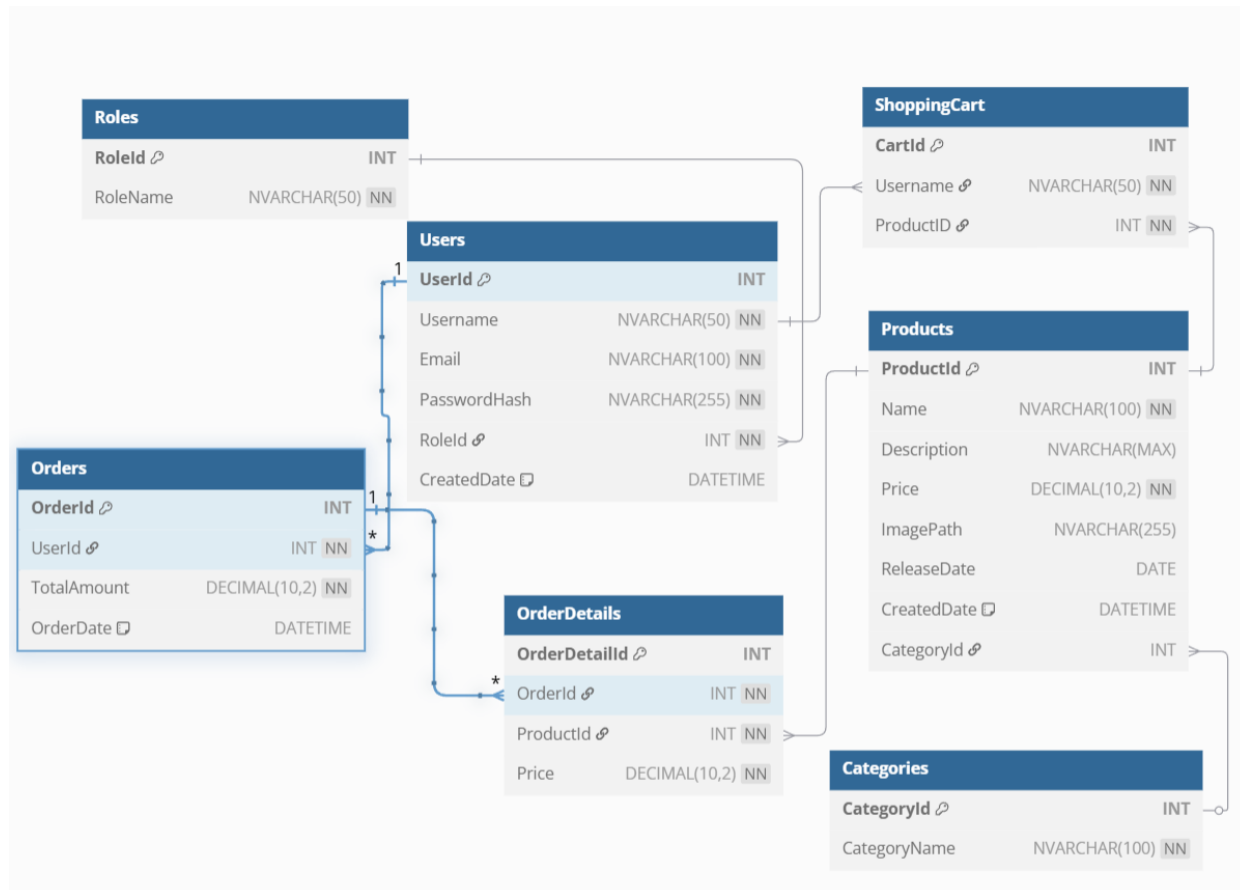 Roles
RoleId INT
RoleName NVARCHAR(50) NN
ShoppingCart
CartId INT
Username NVARCHAR(50) NN
ProductID INT NN
Users
1
UserId INT
Username NVARCHAR(50) NN
Email NVARCHAR(100) NN
PasswordHash NVARCHAR(255) NN
RoleId INT NN
CreatedDate DATETIME
Products
ProductId INT
Name NVARCHAR(100) NN
Description NVARCHAR(MAX)
Price DECIMAL(10,2) NN
ImagePath NVARCHAR(255)
ReleaseDate DATE
CreatedDate DATETIME
CategoryId INT
Orders
OrderId INT 1
UserId INT NN *
TotalAmount DECIMAL(10,2) NN
OrderDate DATETIME
OrderDetails
OrderDetailId INT
* OrderId INT NN
ProductId INT NN
Price DECIMAL(10,2) NN
Categories
CategoryId INT
CategoryName NVARCHAR(100) NN